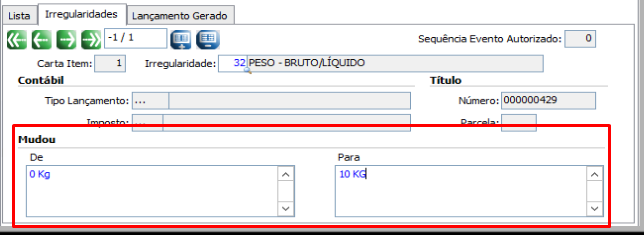 Lista Irregularidades Lançamento Gerado
-1 / 1 Sequência Evento Autorizado: 0
Carta Item: 1 Irregularidade: 32 PESO - BRUTO/LÍQUIDO
Contábil Título
Tipo Lançamento: ... Número: 000000429
Imposto: ... Parcela:
Mudou
De Para
0 Kg 10 KG